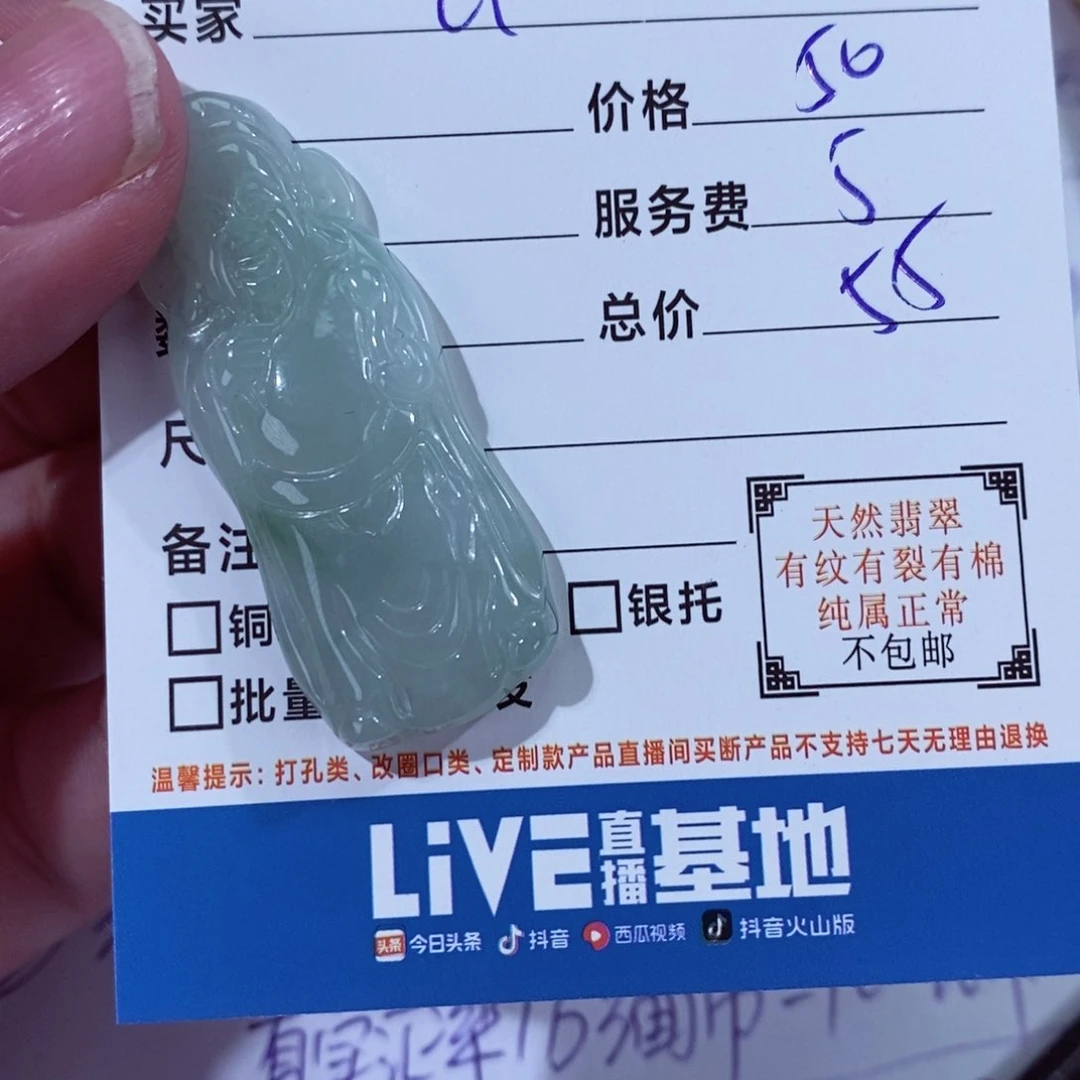 买家
价格 50
服务费 5
总价 55
尺
备注
铜
银托
批量
天然翡翠
有纹有裂有棉
纯属正常
不包邮
温馨提示：打孔类、改圈口类、定制款产品直播间买断产品不支持七天无理由退换
LiVE直播基地
头条 今日头条 抖音 西瓜视频 抖音火山版